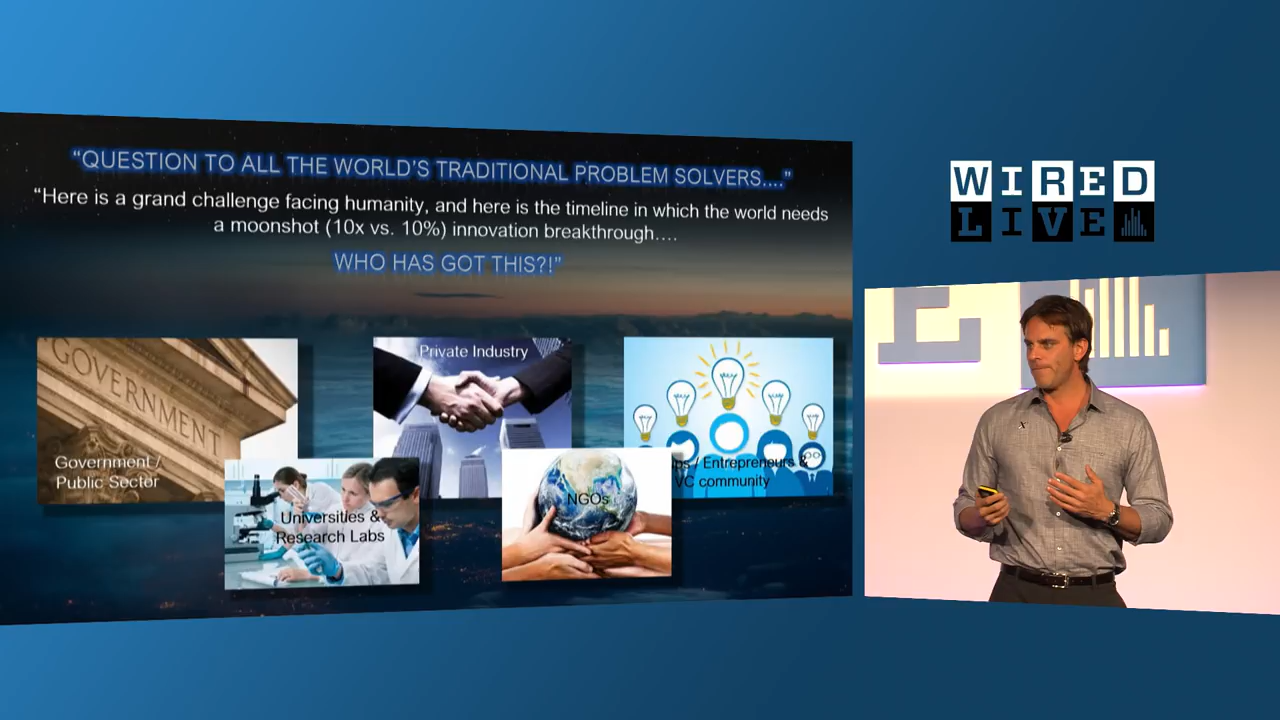 “QUESTION TO ALL THE WORLD’S TRADITIONAL PROBLEM SOLVERS....”
“Here is a grand challenge facing humanity, and here is the timeline in which the world needs
a moonshot (10x vs. 10%) innovation breakthrough….
WHO HAS GOT THIS?!”
GOVERNMENT
Government /
Public Sector
Universities &
Research Labs
Private Industry
NGOs
/ Entrepreneurs &
VC community
WIRED
LIVE
L
X